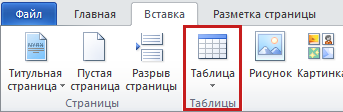 Файл Главная Вставка Разметка страницы
Титульная страница Пустая страница Разрыв страницы Таблица Рисунок Картинка
Страницы Таблицы